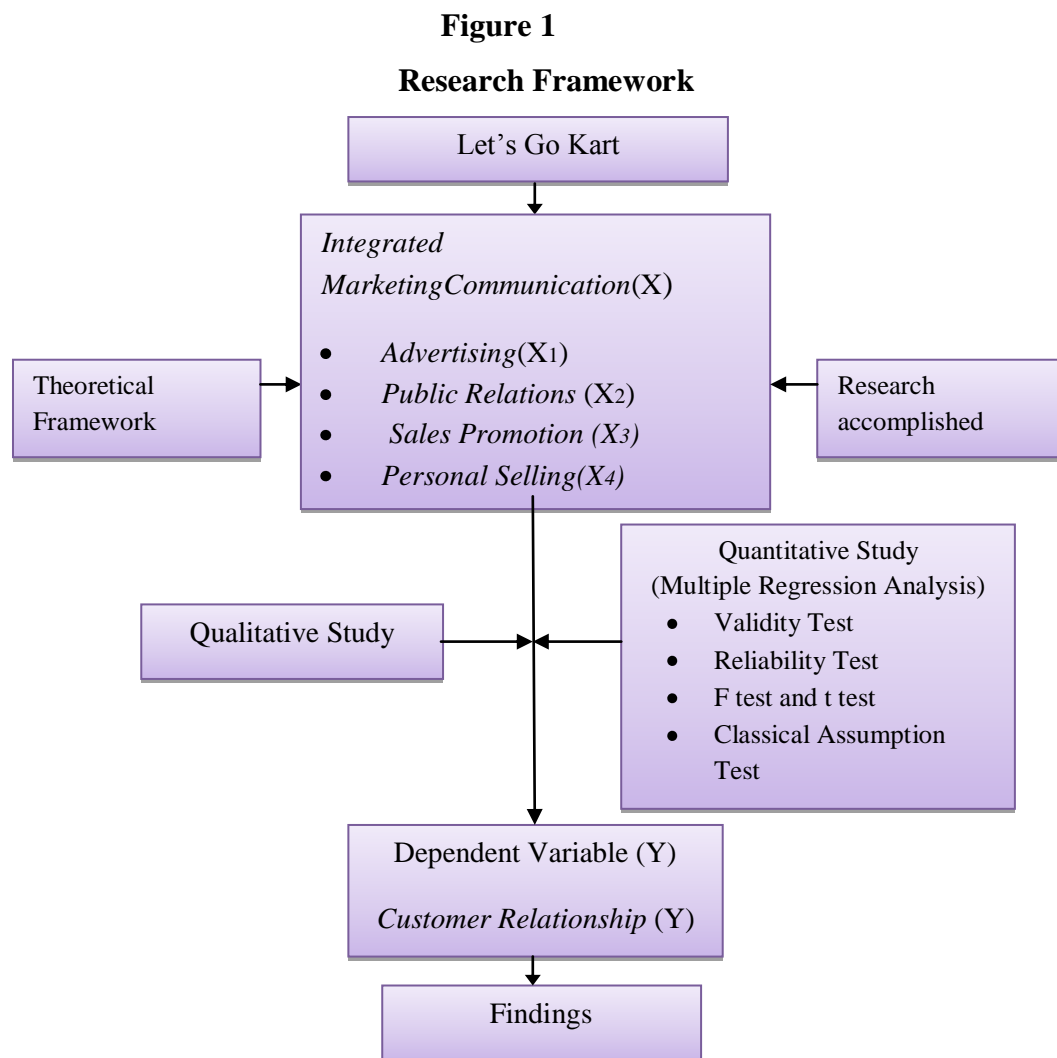 Figure 1
Research Framework
Let’s Go Kart
Integrated
MarketingCommunication(X)
• Advertising(X1)
• Public Relations (X2)
• Sales Promotion (X3)
• Personal Selling(X4)
Theoretical
Framework
Research
accomplished
Qualitative Study
Quantitative Study
(Multiple Regression Analysis)
• Validity Test
• Reliability Test
• F test and t test
• Classical Assumption
Test
Dependent Variable (Y)
Customer Relationship (Y)
Findings